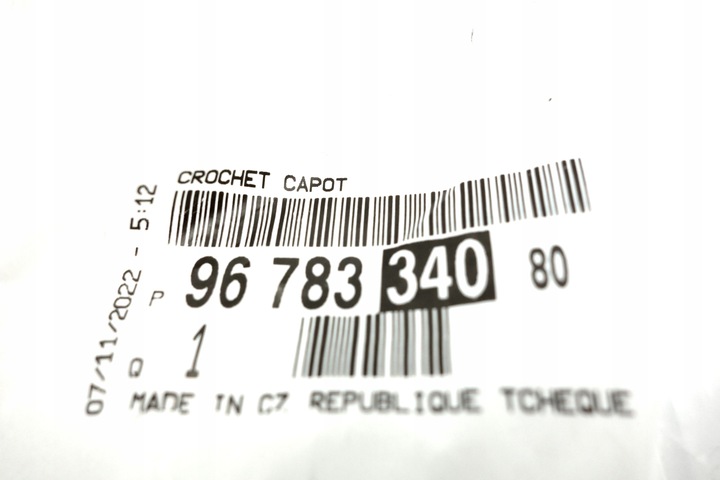 CROCHET CAPOT
P 96 783 340 80
Q 1
MADE IN CZ REPUBLIQUE TCHEQUE
07/11/2022 - 5:12